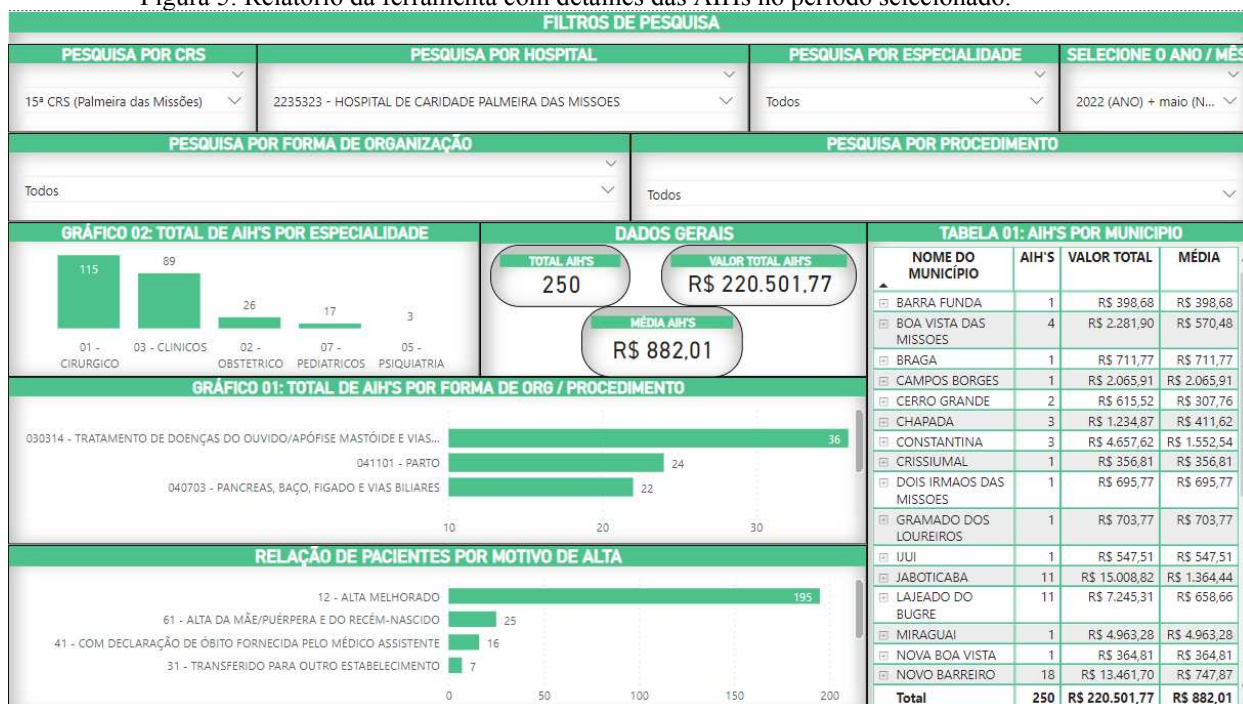 Figura 5: Relatório da ferramenta com detalhes das AIHs no período selecionado.
FILTROS DE PESQUISA
PESQUISA POR CRS
15ª CRS (Palmeira das Missões)
PESQUISA POR HOSPITAL
2235323 - HOSPITAL DE CARIDADE PALMEIRA DAS MISSOES
PESQUISA POR ESPECIALIDADE
Todos
SELECIONE O ANO / MÊS
2022 (ANO) + maio (N...
PESQUISA POR FORMA DE ORGANIZAÇÃO
Todos
PESQUISA POR PROCEDIMENTO
Todos
GRÁFICO 02: TOTAL DE AIH'S POR ESPECIALIDADE
115
89
26
17
3
01 - CIRURGICO
03 - CLINICOS
02 - OBSTETRICO
07 - PEDIATRICOS
05 - PSIQUIATRIA
DADOS GERAIS
TOTAL AIH'S
250
VALOR TOTAL AIH'S
R$ 220.501,77
MÉDIA AIH'S
R$ 882,01
GRÁFICO 01: TOTAL DE AIH'S POR FORMA DE ORG / PROCEDIMENTO
030314 - TRATAMENTO DE DOENÇAS DO OUVIDO/APÓFISE MASTÓIDE E VIAS... 36
041101 - PARTO 24
040703 - PANCREAS, BAÇO, FIGADO E VIAS BILIARES 22
10 20 30
RELAÇÃO DE PACIENTES POR MOTIVO DE ALTA
12 - ALTA MELHORADO 195
61 - ALTA DA MÃE/PUÉRPERA E DO RECÉM-NASCIDO 25
41 - COM DECLARAÇÃO DE ÓBITO FORNECIDA PELO MÉDICO ASSISTENTE 16
31 - TRANSFERIDO PARA OUTRO ESTABELECIMENTO 7
0 50 100 150 200
TABELA 01: AIH'S POR MUNICIPIO
NOME DO MUNICÍPIO AIH'S VALOR TOTAL MÉDIA
BARRA FUNDA 1 R$ 398,68 R$ 398,68
BOA VISTA DAS MISSOES 4 R$ 2.281,90 R$ 570,48
BRAGA 1 R$ 711,77 R$ 711,77
CAMPOS BORGES 1 R$ 2.065,91 R$ 2.065,91
CERRO GRANDE 2 R$ 615,52 R$ 307,76
CHAPADA 3 R$ 1.234,87 R$ 411,62
CONSTANTINA 3 R$ 4.657,62 R$ 1.552,54
CRISSIUMAL 1 R$ 356,81 R$ 356,81
DOIS IRMAOS DAS MISSOES 1 R$ 695,77 R$ 695,77
GRAMADO DOS LOUREIROS 1 R$ 703,77 R$ 703,77
IJUI 1 R$ 547,51 R$ 547,51
JABOTICABA 11 R$ 15.008,82 R$ 1.364,44
LAJEADO DO BUGRE 11 R$ 7.245,31 R$ 658,66
MIRAGUAI 1 R$ 4.963,28 R$ 4.963,28
NOVA BOA VISTA 1 R$ 364,81 R$ 364,81
NOVO BARREIRO 18 R$ 13.461,70 R$ 747,87
Total 250 R$ 220.501,77 R$ 882,01